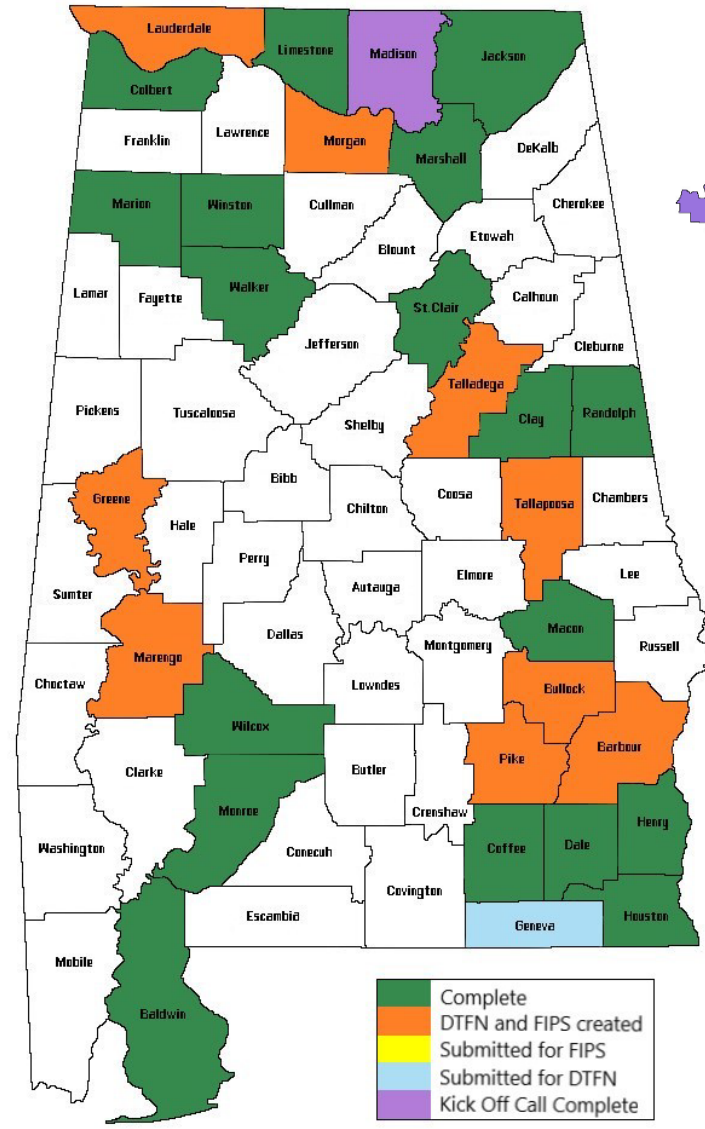 Lauderdale
Limestone
Madison
Jackson
Colbert
Franklin
Lawrence
Morgan
Marshall
DeKalb
Marion
Winston
Cullman
Cherokee
Blount
Etowah
Lamar
Fayette
Walker
St.Clair
Calhoun
Jefferson
Cleburne
Talladega
Pickens
Tuscaloosa
Shelby
Clay
Randolph
Bibb
Greene
Hale
Chilton
Coosa
Tallapoosa
Chambers
Perry
Sumter
Autauga
Elmore
Lee
Dallas
Macon
Marengo
Montgomery
Russell
Choctaw
Lowndes
Bullock
Wilcox
Clarke
Butler
Pike
Barbour
Monroe
Crenshaw
Washington
Conecuh
Coffee
Dale
Henry
Covington
Escambia
Geneva
Houston
Mobile
Baldwin
Complete
DTFN and FIPS created
Submitted for FIPS
Submitted for DTFN
Kick Off Call Complete